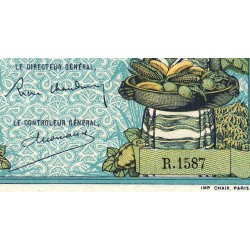 LE DIRECTEUR GÉNÉRAL,
LE CONTROLEUR GÉNÉRAL,
R.1587
IMP. CHAIX, PARIS